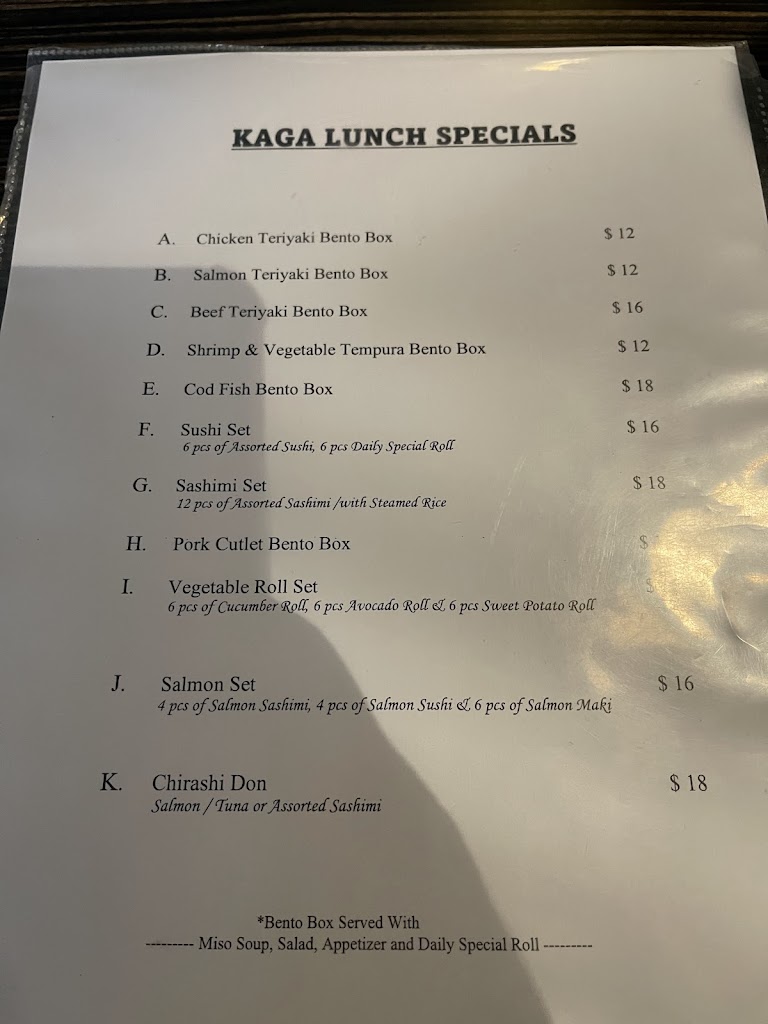 KAGA LUNCH SPECIALS
A. Chicken Teriyaki Bento Box $ 12
B. Salmon Teriyaki Bento Box $ 12
C. Beef Teriyaki Bento Box $ 16
D. Shrimp & Vegetable Tempura Bento Box $ 12
E. Cod Fish Bento Box $ 18
F. Sushi Set $ 16
6 pcs of Assorted Sushi, 6 pcs Daily Special Roll
G. Sashimi Set $ 18
12 pcs of Assorted Sashimi /with Steamed Rice
H. Pork Cutlet Bento Box $
I. Vegetable Roll Set $
6 pcs of Cucumber Roll, 6 pcs Avocado Roll & 6 pcs Sweet Potato Roll
J. Salmon Set $ 16
4 pcs of Salmon Sashimi, 4 pcs of Salmon Sushi & 6 pcs of Salmon Maki
K. Chirashi Don $ 18
Salmon / Tuna or Assorted Sashimi
*Bento Box Served With
--------- Miso Soup, Salad, Appetizer and Daily Special Roll ---------